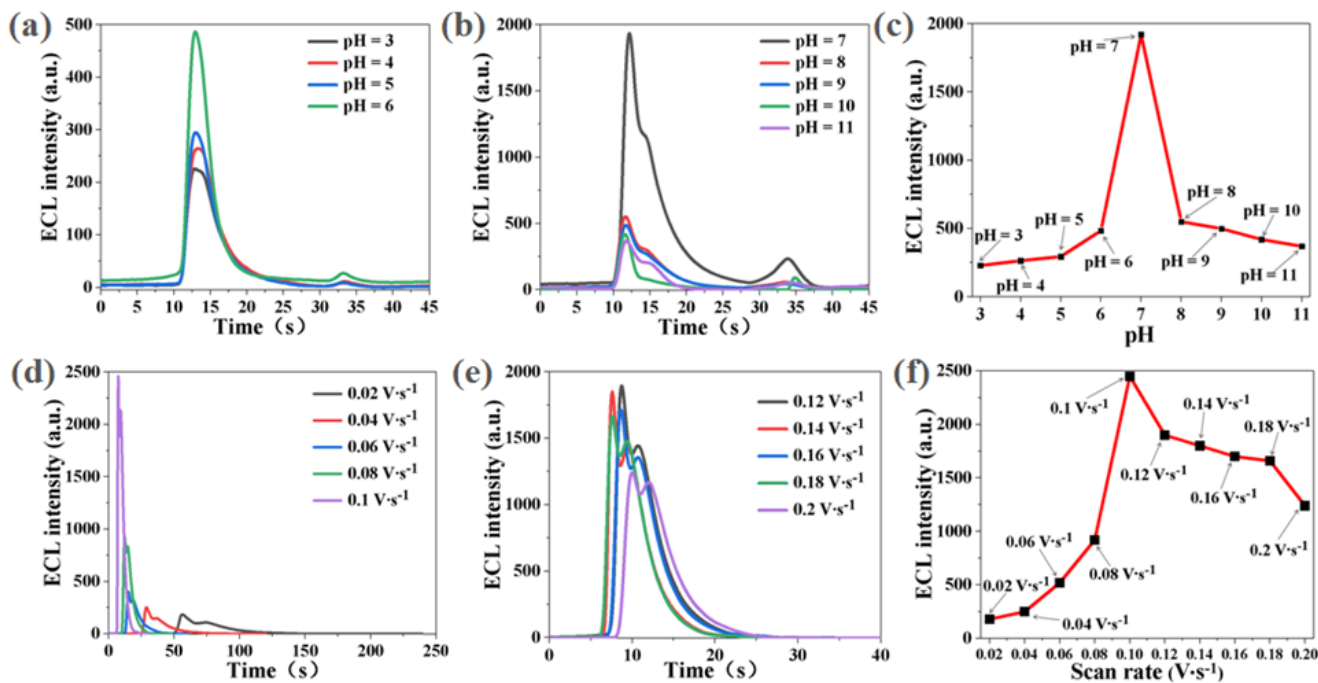 (a)
ECL intensity (a.u.)
500
400
300
200
100
0
pH = 3
pH = 4
pH = 5
pH = 6
0 5 10 15 20 25 30 35 40 45
Time（s）
(b)
ECL intensity (a.u.)
2000
1500
1000
500
0
pH = 7
pH = 8
pH = 9
pH = 10
pH = 11
0 5 10 15 20 25 30 35 40 45
Time（s）
(c)
ECL intensity (a.u.)
2000
1500
1000
500
0
pH = 7
pH = 8
pH = 5
pH = 10
pH = 3
pH = 6
pH = 9
pH = 11
pH = 4
3 4 5 6 7 8 9 10 11
pH
(d)
ECL intensity (a.u.)
2500
2000
1500
1000
500
0
0.02 V·s⁻¹
0.04 V·s⁻¹
0.06 V·s⁻¹
0.08 V·s⁻¹
0.1 V·s⁻¹
0 50 100 150 200 250
Time（s）
(e)
ECL intensity (a.u.)
2000
1500
1000
500
0
0.12 V·s⁻¹
0.14 V·s⁻¹
0.16 V·s⁻¹
0.18 V·s⁻¹
0.2 V·s⁻¹
0 10 20 30 40
Time（s）
(f)
ECL intensity (a.u.)
2500
2000
1500
1000
500
0
0.1 V·s⁻¹
0.14 V·s⁻¹
0.18 V·s⁻¹
0.12 V·s⁻¹
0.16 V·s⁻¹
0.06 V·s⁻¹
0.2 V·s⁻¹
0.08 V·s⁻¹
0.02 V·s⁻¹
0.04 V·s⁻¹
0.02 0.04 0.06 0.08 0.10 0.12 0.14 0.16 0.18 0.20
Scan rate (V·s⁻¹)